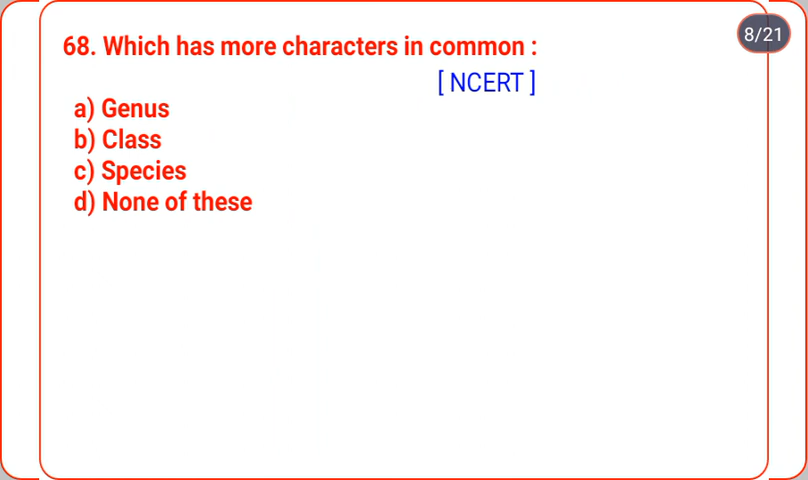 8/21
68. Which has more characters in common :
[ NCERT ]
a) Genus
b) Class
c) Species
d) None of these